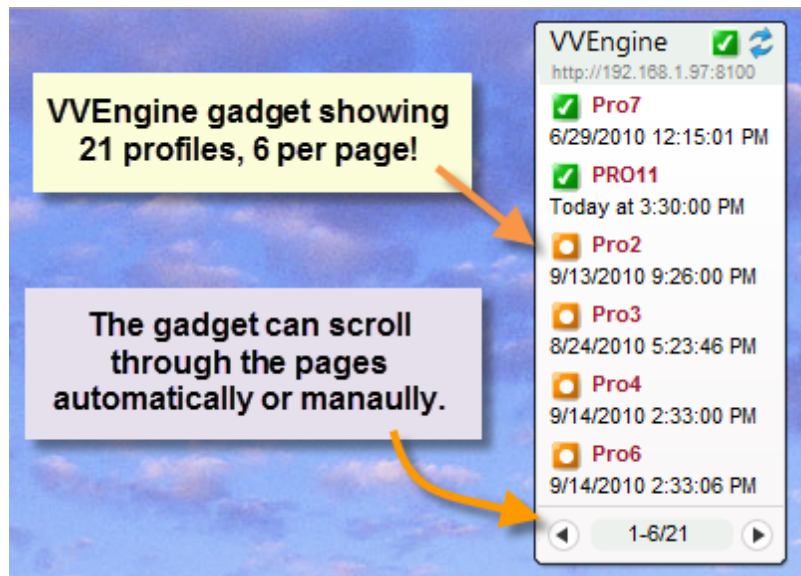 VVEngine gadget showing
21 profiles, 6 per page!
The gadget can scroll
through the pages
automatically or manaully.
VVEngine
http://192.168.1.97:8100
Pro7
6/29/2010 12:15:01 PM
PRO11
Today at 3:30:00 PM
Pro2
9/13/2010 9:26:00 PM
Pro3
8/24/2010 5:23:46 PM
Pro4
9/14/2010 2:33:00 PM
Pro6
9/14/2010 2:33:06 PM
1-6/21